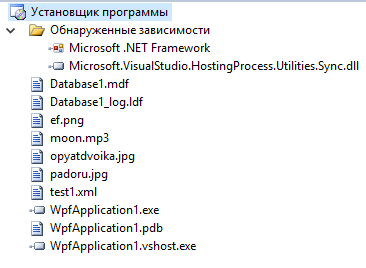 Установщик программы
Обнаруженные зависимости
Microsoft .NET Framework
Microsoft.VisualStudio.HostingProcess.Utilities.Sync.dll
Database1.mdf
Database1_log.ldf
ef.png
moon.mp3
opyatdvoika.jpg
padoru.jpg
test1.xml
WpfApplication1.exe
WpfApplication1.pdb
WpfApplication1.vshost.exe